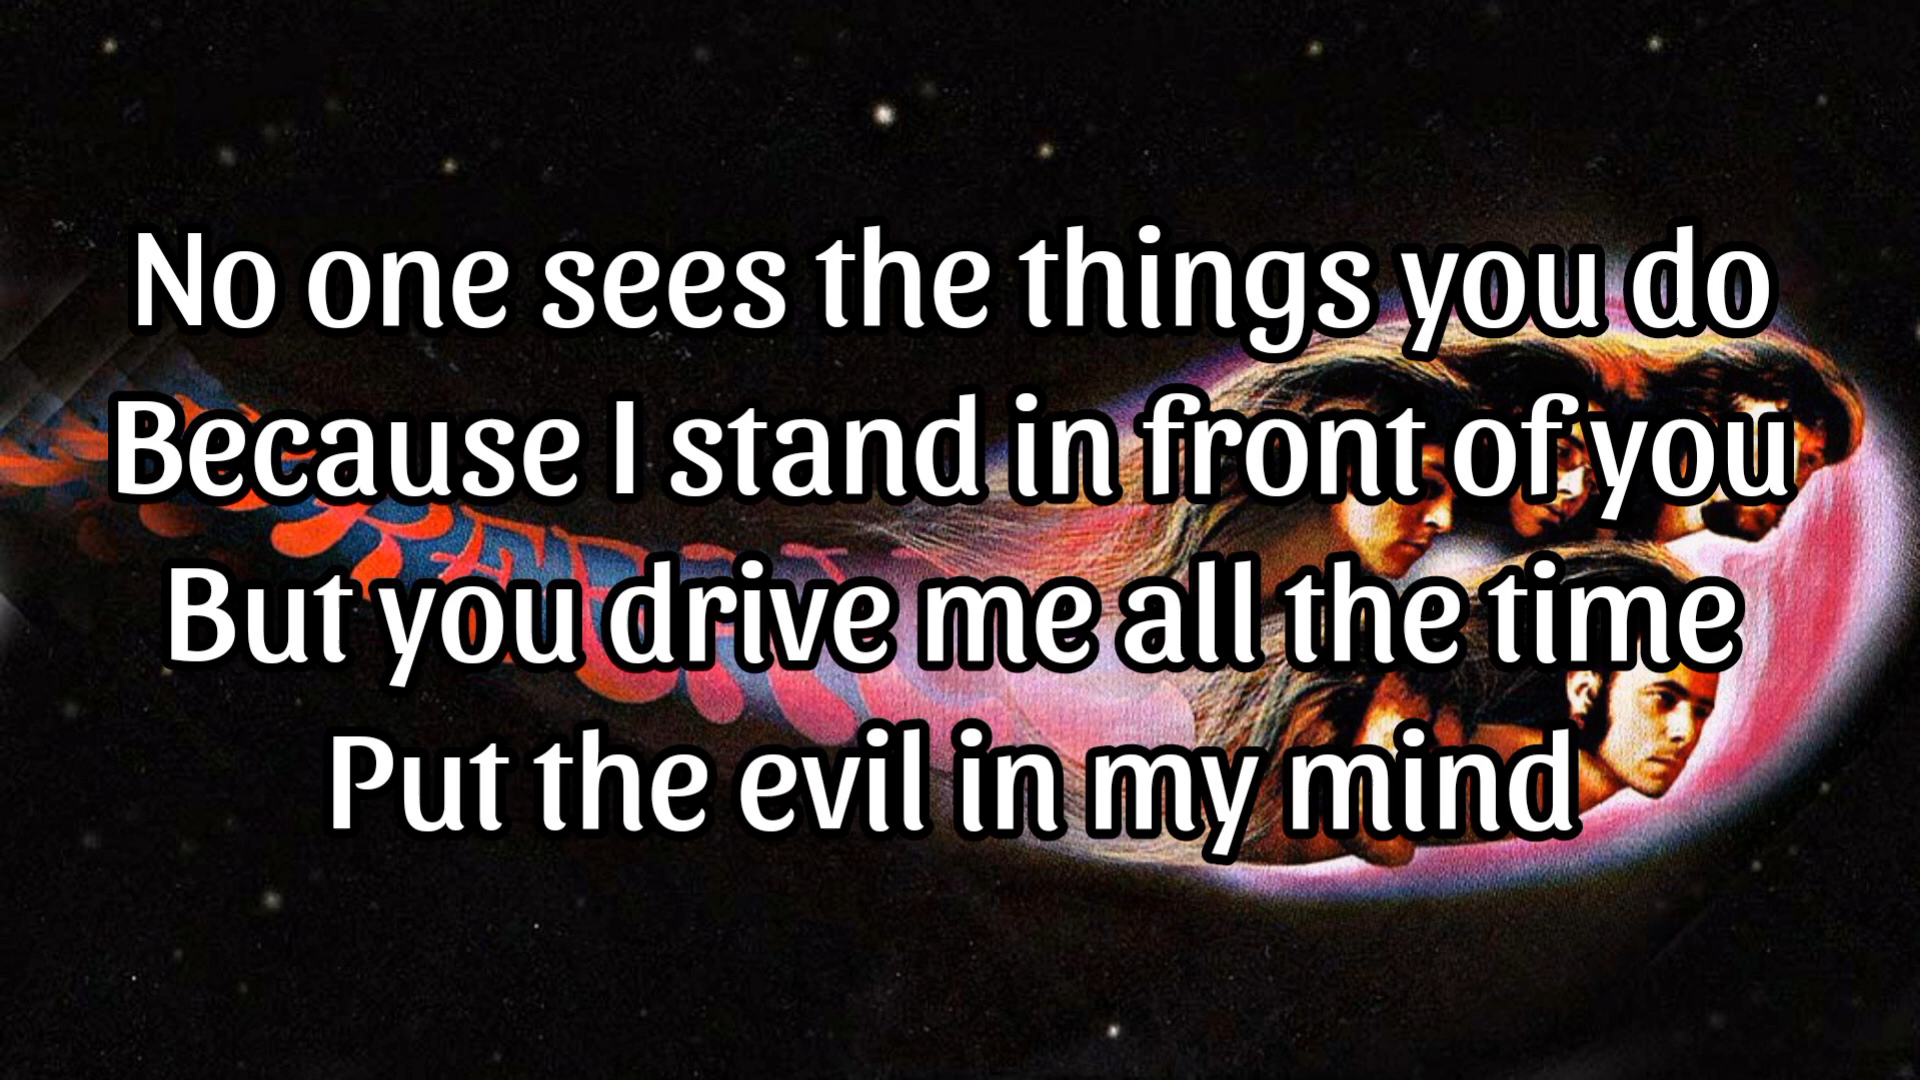 No one sees the things you do
Because I stand in front of you
But you drive me all the time
Put the evil in my mind